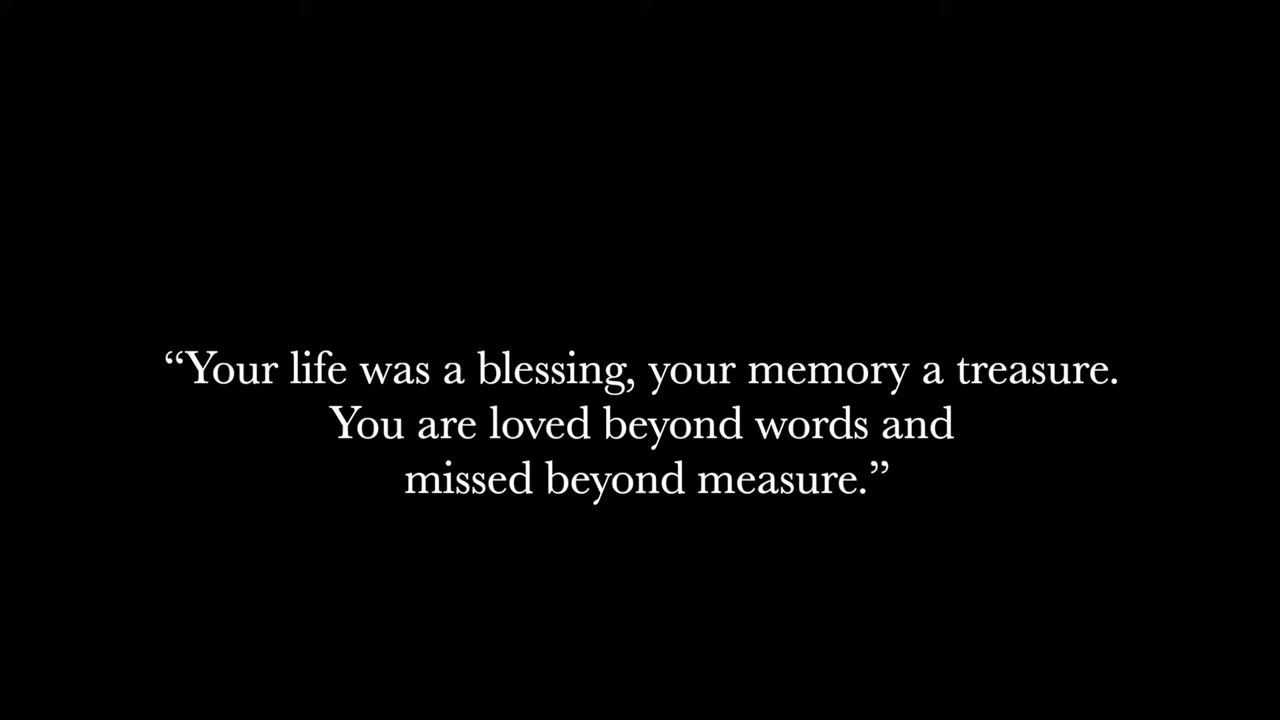 “Your life was a blessing, your memory a treasure.
You are loved beyond words and
missed beyond measure.”